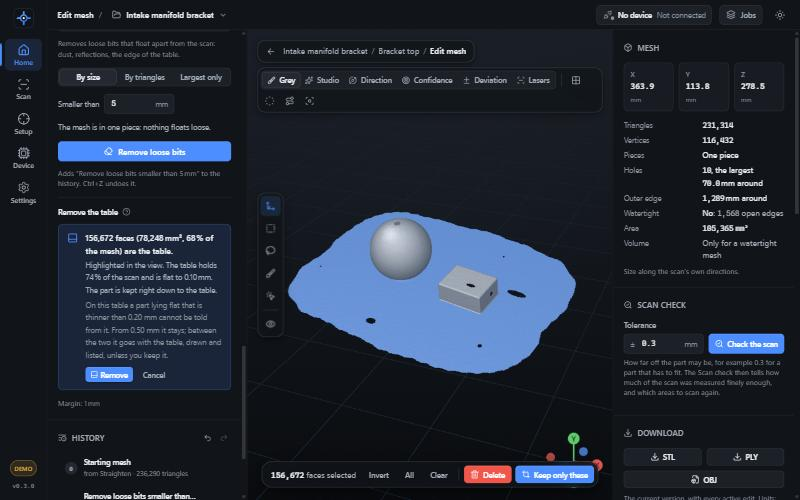 Edit mesh / Intake manifold bracket
No device Not connected
Jobs
Home
Scan
Setup
Device
Settings
DEMO
v0.3.0
Removes loose bits that float apart from the scan:
dust, reflections, the edge of the table.
By size By triangles Largest only
Smaller than 5 mm
The mesh is in one piece: nothing floats loose.
Remove loose bits
Adds "Remove loose bits smaller than 5 mm" to the
history. Ctrl+Z undoes it.
Remove the table
156,672 faces (78,248 mm², 68 % of
the mesh) are the table.
Highlighted in the view. The table holds
74 % of the scan and is flat to 0.10 mm.
The part is kept right down to the table.
On this table a part lying flat that is
thinner than 0.20 mm cannot be told
from it. From 0.50 mm it stays; between
the two it goes with the table, drawn and
listed, unless you keep it.
Remove Cancel
Margin: 1 mm
HISTORY
0 Starting mesh
from Straighten · 236,290 triangles
Remove loose bits smaller than...
Intake manifold bracket / Bracket top / Edit mesh
Grey Studio Direction Confidence Deviation Lasers
Y
156,672 faces selected Invert All Clear Delete Keep only these
MESH
X
363.9
mm
Y
113.8
mm
Z
278.5
mm
Triangles 231,314
Vertices 116,432
Pieces One piece
Holes 10, the largest
70.0 mm around
Outer edge 1,289 mm around
Watertight No: 1,568 open edges
Area 105,365 mm²
Volume Only for a watertight
mesh
Size along the scan's own directions.
SCAN CHECK
Tolerance
± 0.3 mm Check the scan
How far off the part may be, for example 0.3 for a
part that has to fit. The Scan check then tells how
much of the scan was measured finely enough,
and which areas to scan again.
DOWNLOAD
STL PLY
OBJ
The current version, with every active edit. Units: